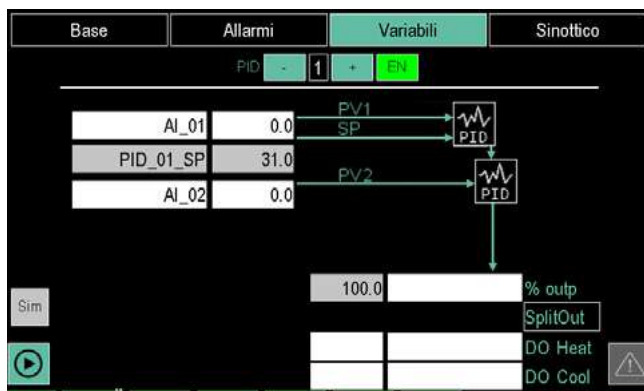 Base Allarmi Variabili Sinottico
PID - 1 + EN
AI_01 0.0 PV1 PID
PID_01_SP 31.0 SP
AI_02 0.0 PV2 PID
100.0 % outp
Sim SplitOut
DO Heat
DO Cool